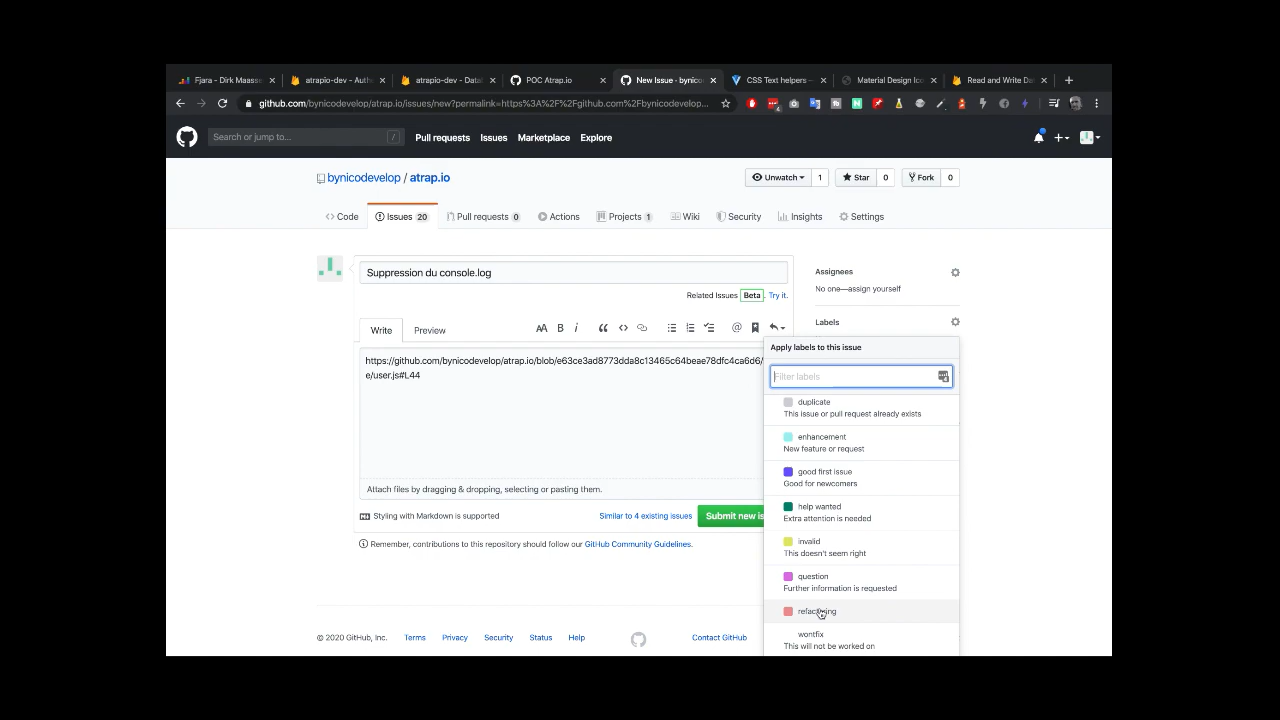 Fjara - Dirk Maasse
atrapio-dev - Auth
atrapio-dev - Data
POC Atrap.io
New Issue · bynico
CSS Text helpers —
Material Design Ico
Read and Write Da
github.com/bynicodevelop/atrap.io/issues/new?permalink=https%3A%2F%2Fgithub.com%2Fbynicodevelop...
Search or jump to...
/
Pull requests
Issues
Marketplace
Explore
bynicodevelop / atrap.io
Unwatch
1
Star
0
Fork
0
Code
Issues 20
Pull requests 0
Actions
Projects 1
Wiki
Security
Insights
Settings
Suppression du console.log
Related Issues Beta . Try it.
Write
Preview
AA B i
https://github.com/bynicodevelop/atrap.io/blob/e63ce3ad8773dda8c13465c64beae78dfc4ca6d6/
e/user.js#L44
Attach files by dragging & dropping, selecting or pasting them.
Styling with Markdown is supported
Similar to 4 existing issues
Submit new is
Remember, contributions to this repository should follow our GitHub Community Guidelines.
Assignees
No one—assign yourself
Labels
Apply labels to this issue
Filter labels
duplicate
This issue or pull request already exists
enhancement
New feature or request
good first issue
Good for newcomers
help wanted
Extra attention is needed
invalid
This doesn't seem right
question
Further information is requested
wontfix
This will not be worked on
© 2020 GitHub, Inc.
Terms
Privacy
Security
Status
Help
Contact GitHub